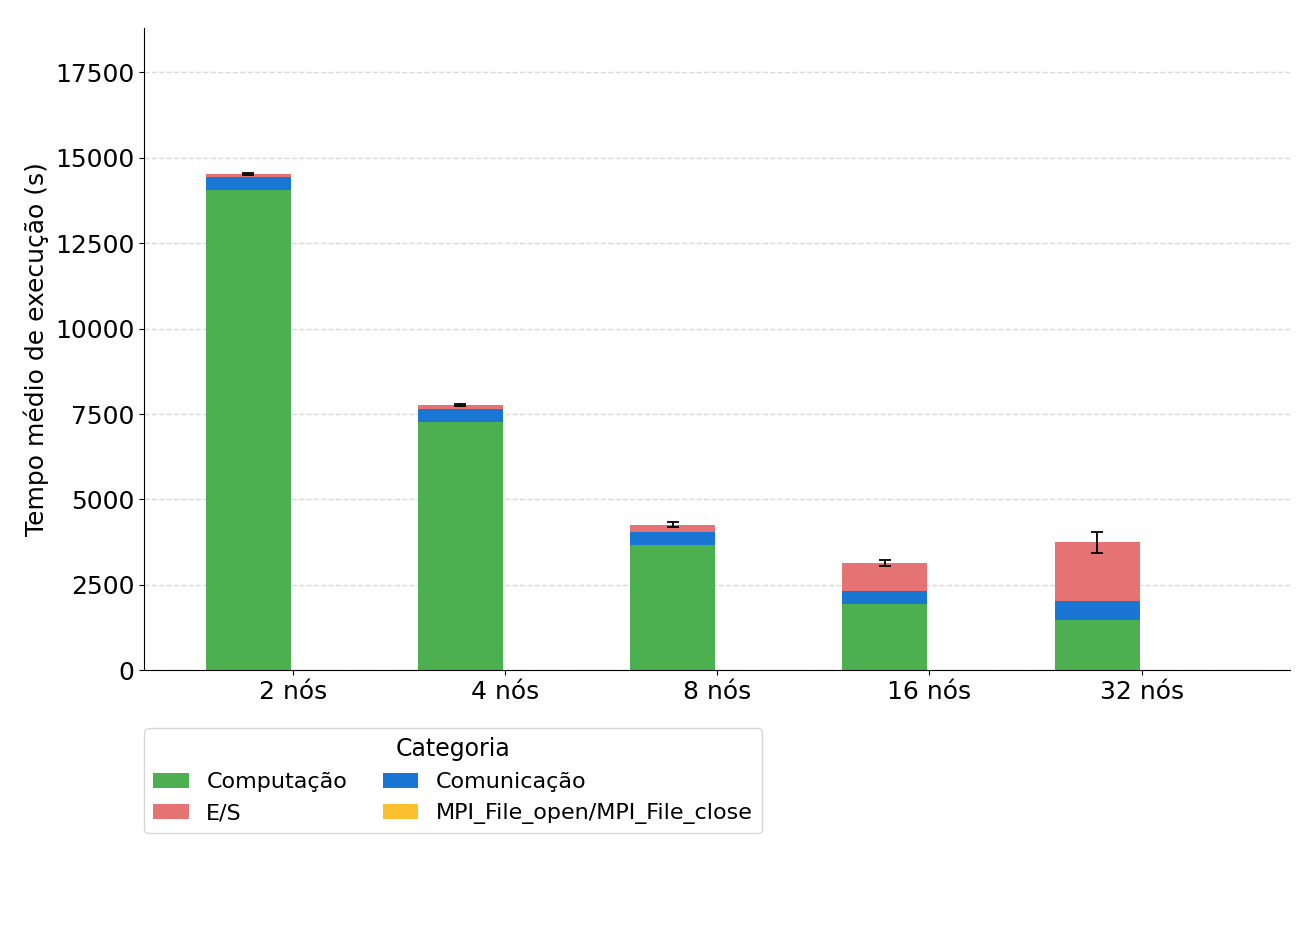 Tempo médio de execução (s)
17500
15000
12500
10000
7500
5000
2500
0
2 nós 4 nós 8 nós 16 nós 32 nós
Categoria
Computação Comunicação
E/S MPI_File_open/MPI_File_close